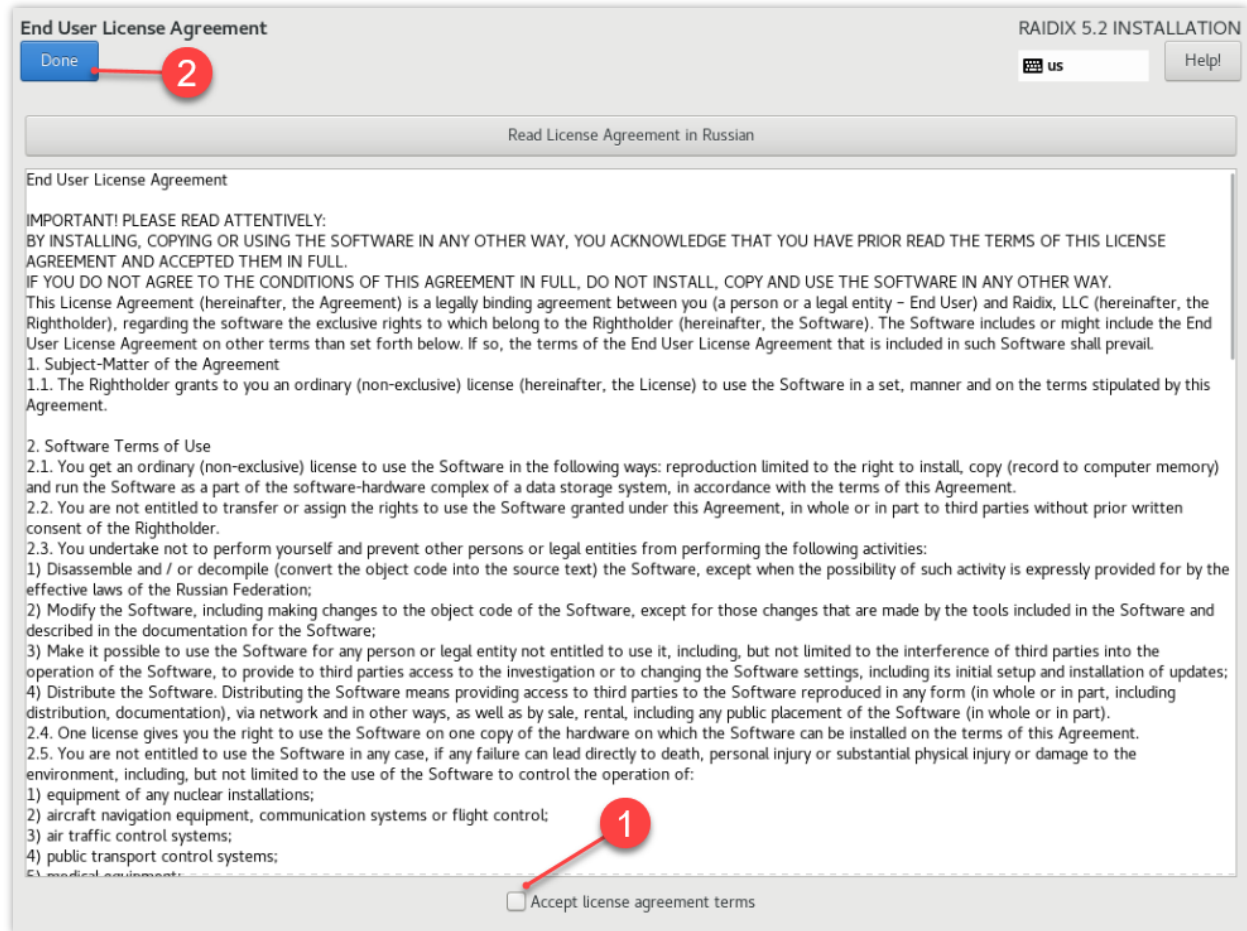 End User License Agreement
RAIDIX 5.2 INSTALLATION
Done
2
us
Help!
Read License Agreement in Russian
End User License Agreement
IMPORTANT! PLEASE READ ATTENTIVELY:
BY INSTALLING, COPYING OR USING THE SOFTWARE IN ANY OTHER WAY, YOU ACKNOWLEDGE THAT YOU HAVE PRIOR READ THE TERMS OF THIS LICENSE
AGREEMENT AND ACCEPTED THEM IN FULL.
IF YOU DO NOT AGREE TO THE CONDITIONS OF THIS AGREEMENT IN FULL, DO NOT INSTALL, COPY AND USE THE SOFTWARE IN ANY OTHER WAY.
This License Agreement (hereinafter, the Agreement) is a legally binding agreement between you (a person or a legal entity – End User) and Raidix, LLC (hereinafter, the
Rightholder), regarding the software the exclusive rights to which belong to the Rightholder (hereinafter, the Software). The Software includes or might include the End
User License Agreement on other terms than set forth below. If so, the terms of the End User License Agreement that is included in such Software shall prevail.
1. Subject-Matter of the Agreement
1.1. The Rightholder grants to you an ordinary (non-exclusive) license (hereinafter, the License) to use the Software in a set, manner and on the terms stipulated by this
Agreement.
2. Software Terms of Use
2.1. You get an ordinary (non-exclusive) license to use the Software in the following ways: reproduction limited to the right to install, copy (record to computer memory)
and run the Software as a part of the software-hardware complex of a data storage system, in accordance with the terms of this Agreement.
2.2. You are not entitled to transfer or assign the rights to use the Software granted under this Agreement, in whole or in part to third parties without prior written
consent of the Rightholder.
2.3. You undertake not to perform yourself and prevent other persons or legal entities from performing the following activities:
1) Disassemble and / or decompile (convert the object code into the source text) the Software, except when the possibility of such activity is expressly provided for by the
effective laws of the Russian Federation;
2) Modify the Software, including making changes to the object code of the Software, except for those changes that are made by the tools included in the Software and
described in the documentation for the Software;
3) Make it possible to use the Software for any person or legal entity not entitled to use it, including, but not limited to the interference of third parties into the
operation of the Software, to provide to third parties access to the investigation or to changing the Software settings, including its initial setup and installation of updates;
4) Distribute the Software. Distributing the Software means providing access to third parties to the Software reproduced in any form (in whole or in part, including
distribution, documentation), via network and in other ways, as well as by sale, rental, including any public placement of the Software (in whole or in part).
2.4. One license gives you the right to use the Software on one copy of the hardware on which the Software can be installed on the terms of this Agreement.
2.5. You are not entitled to use the Software in any case, if any failure can lead directly to death, personal injury or substantial physical injury or damage to the
environment, including, but not limited to the use of the Software to control the operation of:
1) equipment of any nuclear installations;
2) aircraft navigation equipment, communication systems or flight control;
3) air traffic control systems;
4) public transport control systems;
5) medical equipment;
1
Accept license agreement terms